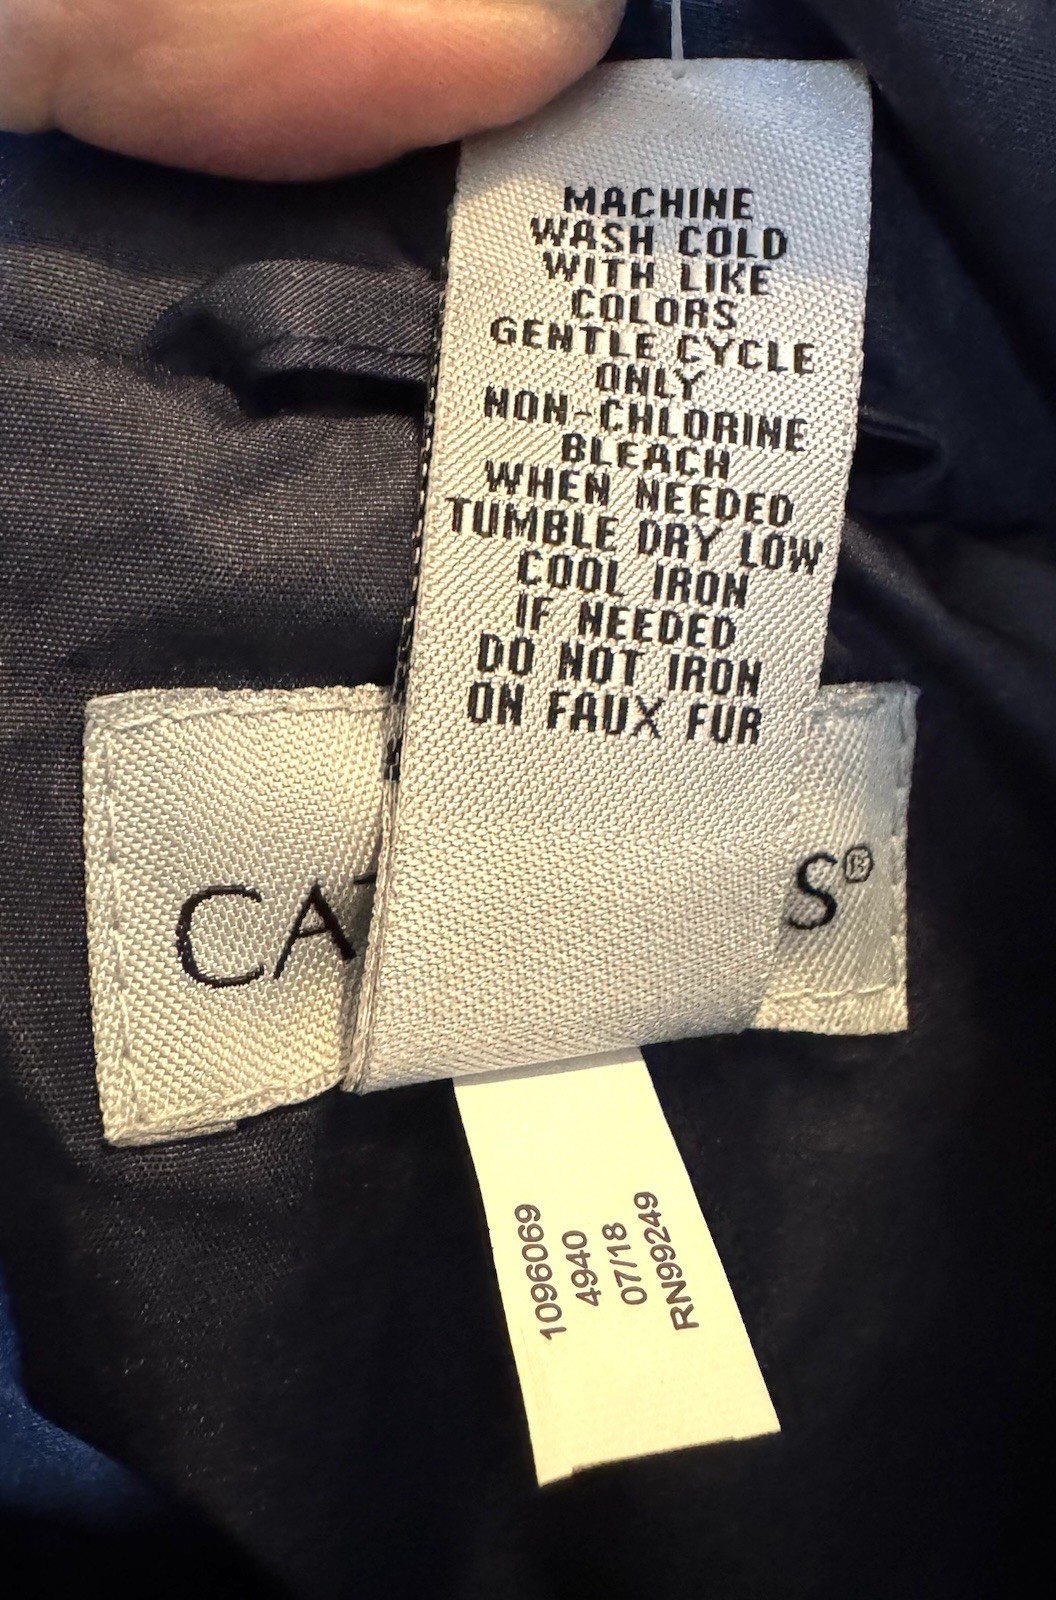 MACHINE
WASH COLD
WITH LIKE
COLORS
GENTLE CYCLE
ONLY
NON-CHLORINE
BLEACH
WHEN NEEDED
TUMBLE DRY LOW
COOL IRON
IF NEEDED
DO NOT IRON
ON FAUX FUR
CA S®
1096069
4940
07/18
RN99249